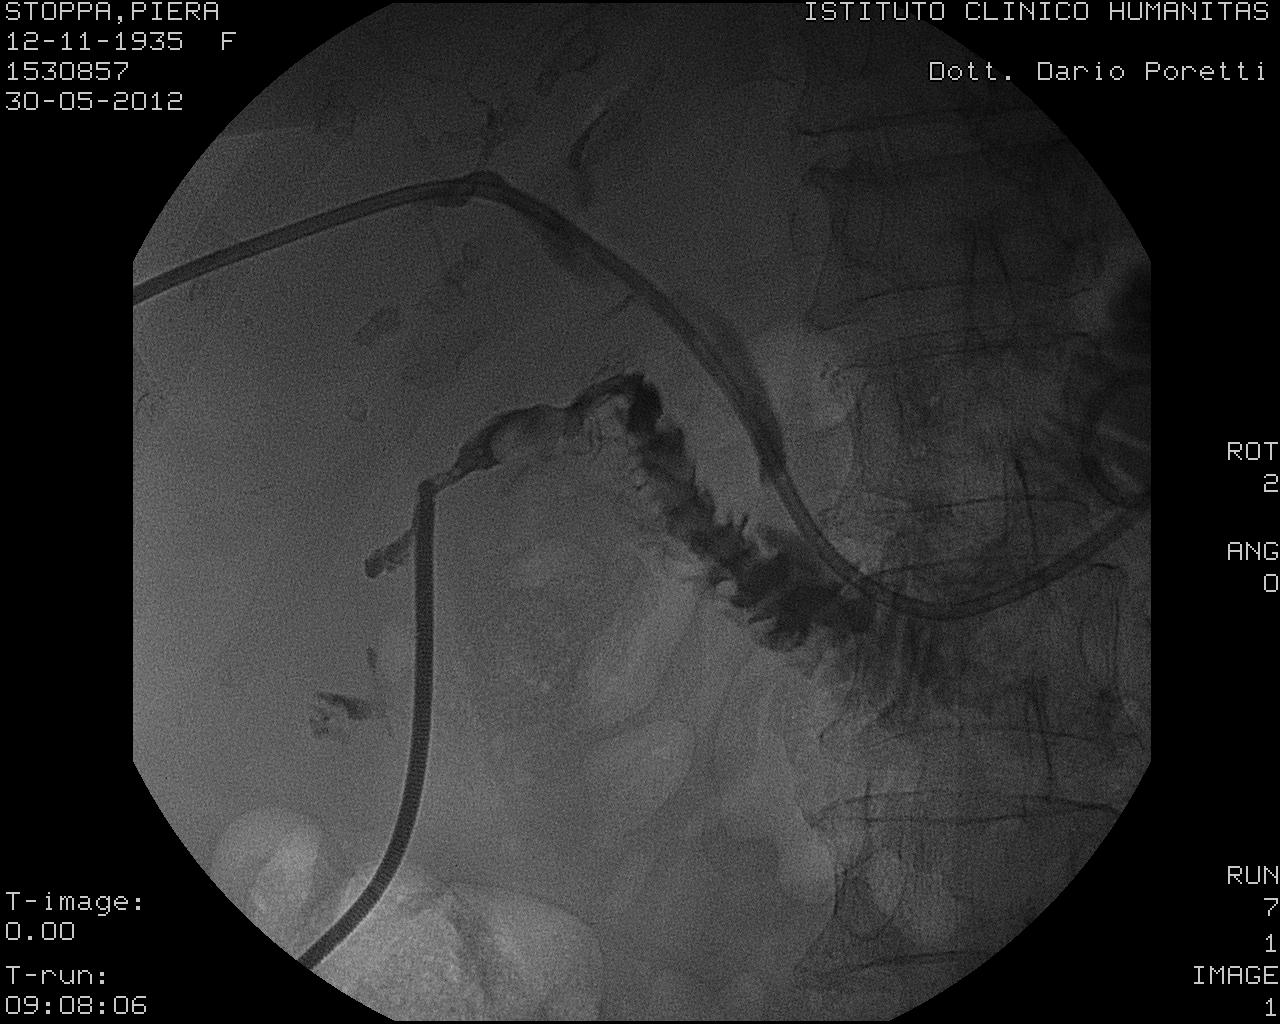 STOPPA,PIERA
12-11-1935 F
1530857
30-05-2012
ISTITUTO CLINICO HUMANITAS
Dott. Dario Poretti
ROT
2
ANG
0
T-image:
0.00
T-run:
09:08:06
RUN
7
1
IMAGE
1